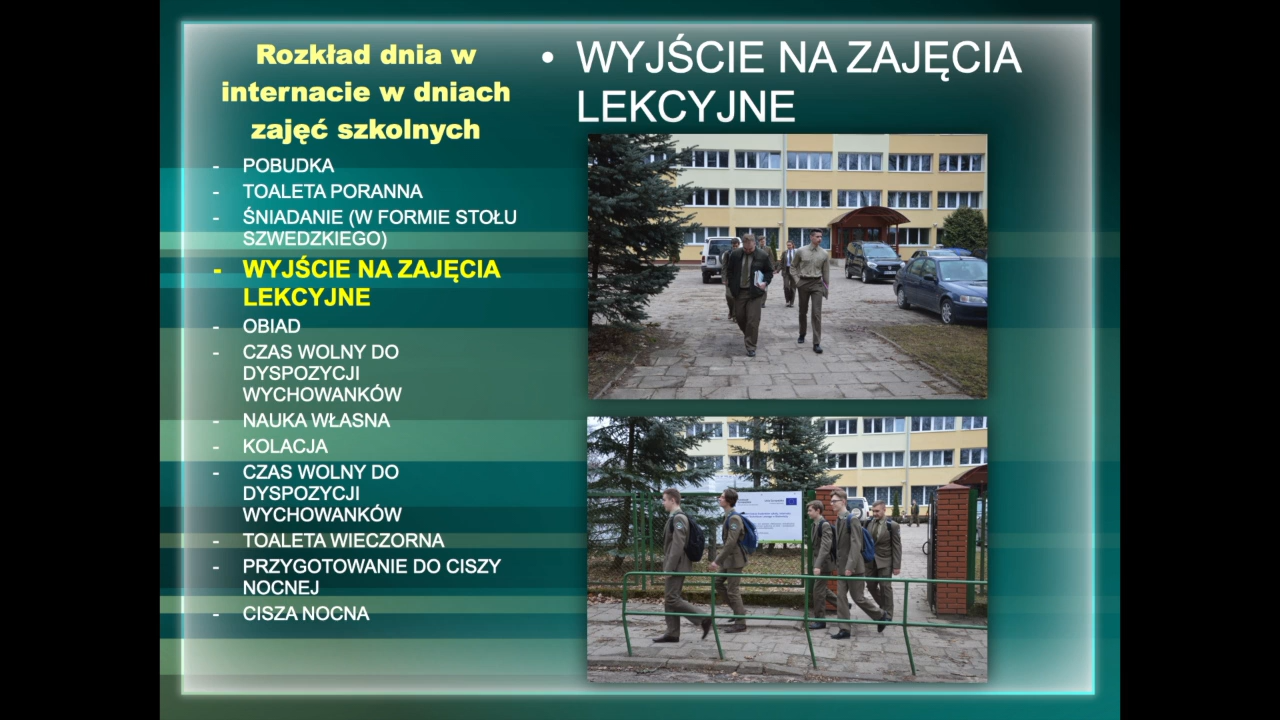 Rozkład dnia w
internacie w dniach
zajęć szkolnych
- POBUDKA
- TOALETA PORANNA
- ŚNIADANIE (W FORMIE STOŁU
SZWEDZKIEGO)
- WYJŚCIE NA ZAJĘCIA
LEKCYJNE
- OBIAD
- CZAS WOLNY DO
DYSPOZYCJI
WYCHOWANKÓW
- NAUKA WŁASNA
- KOLACJA
- CZAS WOLNY DO
DYSPOZYCJI
WYCHOWANKÓW
- TOALETA WIECZORNA
- PRZYGOTOWANIE DO CISZY
NOCNEJ
- CISZA NOCNA
• WYJŚCIE NA ZAJĘCIA
LEKCYJNE